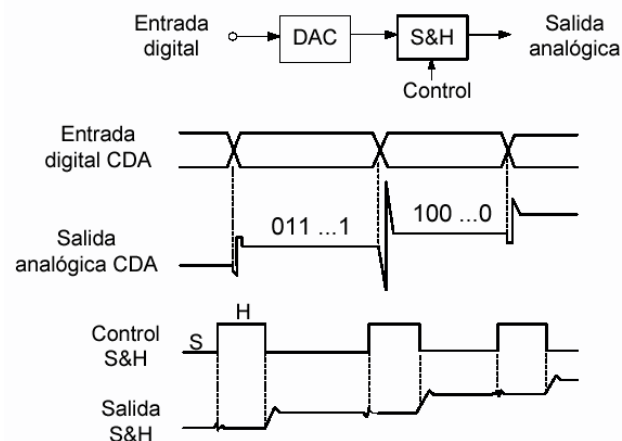 Entrada
digital
DAC
S&H
Salida
analógica
Control
Entrada
digital CDA
011 ...1
100 ...0
Salida
analógica CDA
H
Control
S&H
S
Salida
S&H